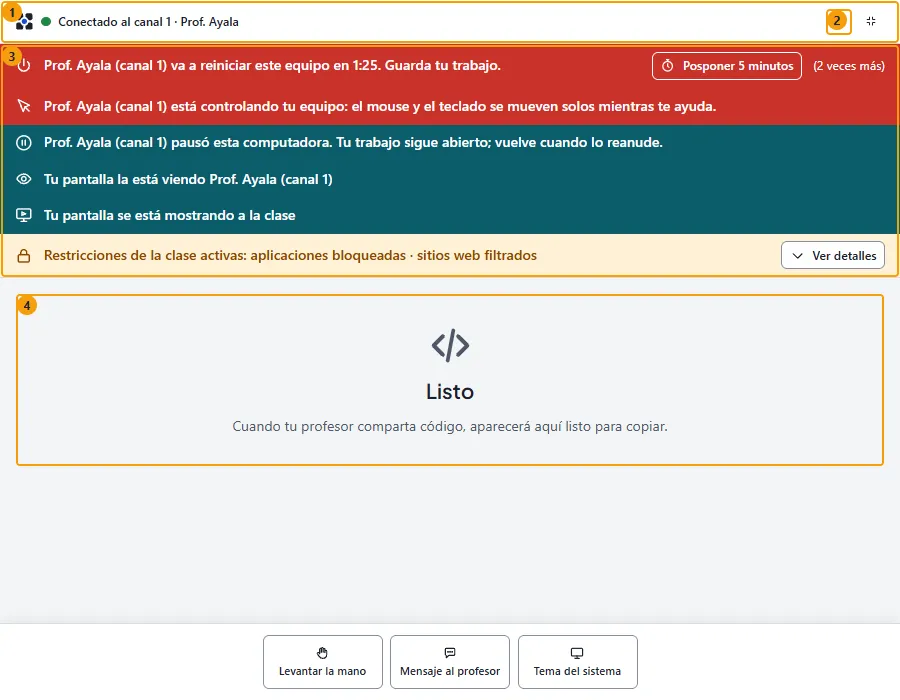 1
Conectado al canal 1 · Prof. Ayala
2
3
Prof. Ayala (canal 1) va a reiniciar este equipo en 1:25. Guarda tu trabajo.
Posponer 5 minutos
(2 veces más)
Prof. Ayala (canal 1) está controlando tu equipo: el mouse y el teclado se mueven solos mientras te ayuda.
Prof. Ayala (canal 1) pausó esta computadora. Tu trabajo sigue abierto; vuelve cuando lo reanude.
Tu pantalla la está viendo Prof. Ayala (canal 1)
Tu pantalla se está mostrando a la clase
Restricciones de la clase activas: aplicaciones bloqueadas · sitios web filtrados
Ver detalles
4
Listo
Cuando tu profesor comparta código, aparecerá aquí listo para copiar.
Levantar la mano
Mensaje al profesor
Tema del sistema